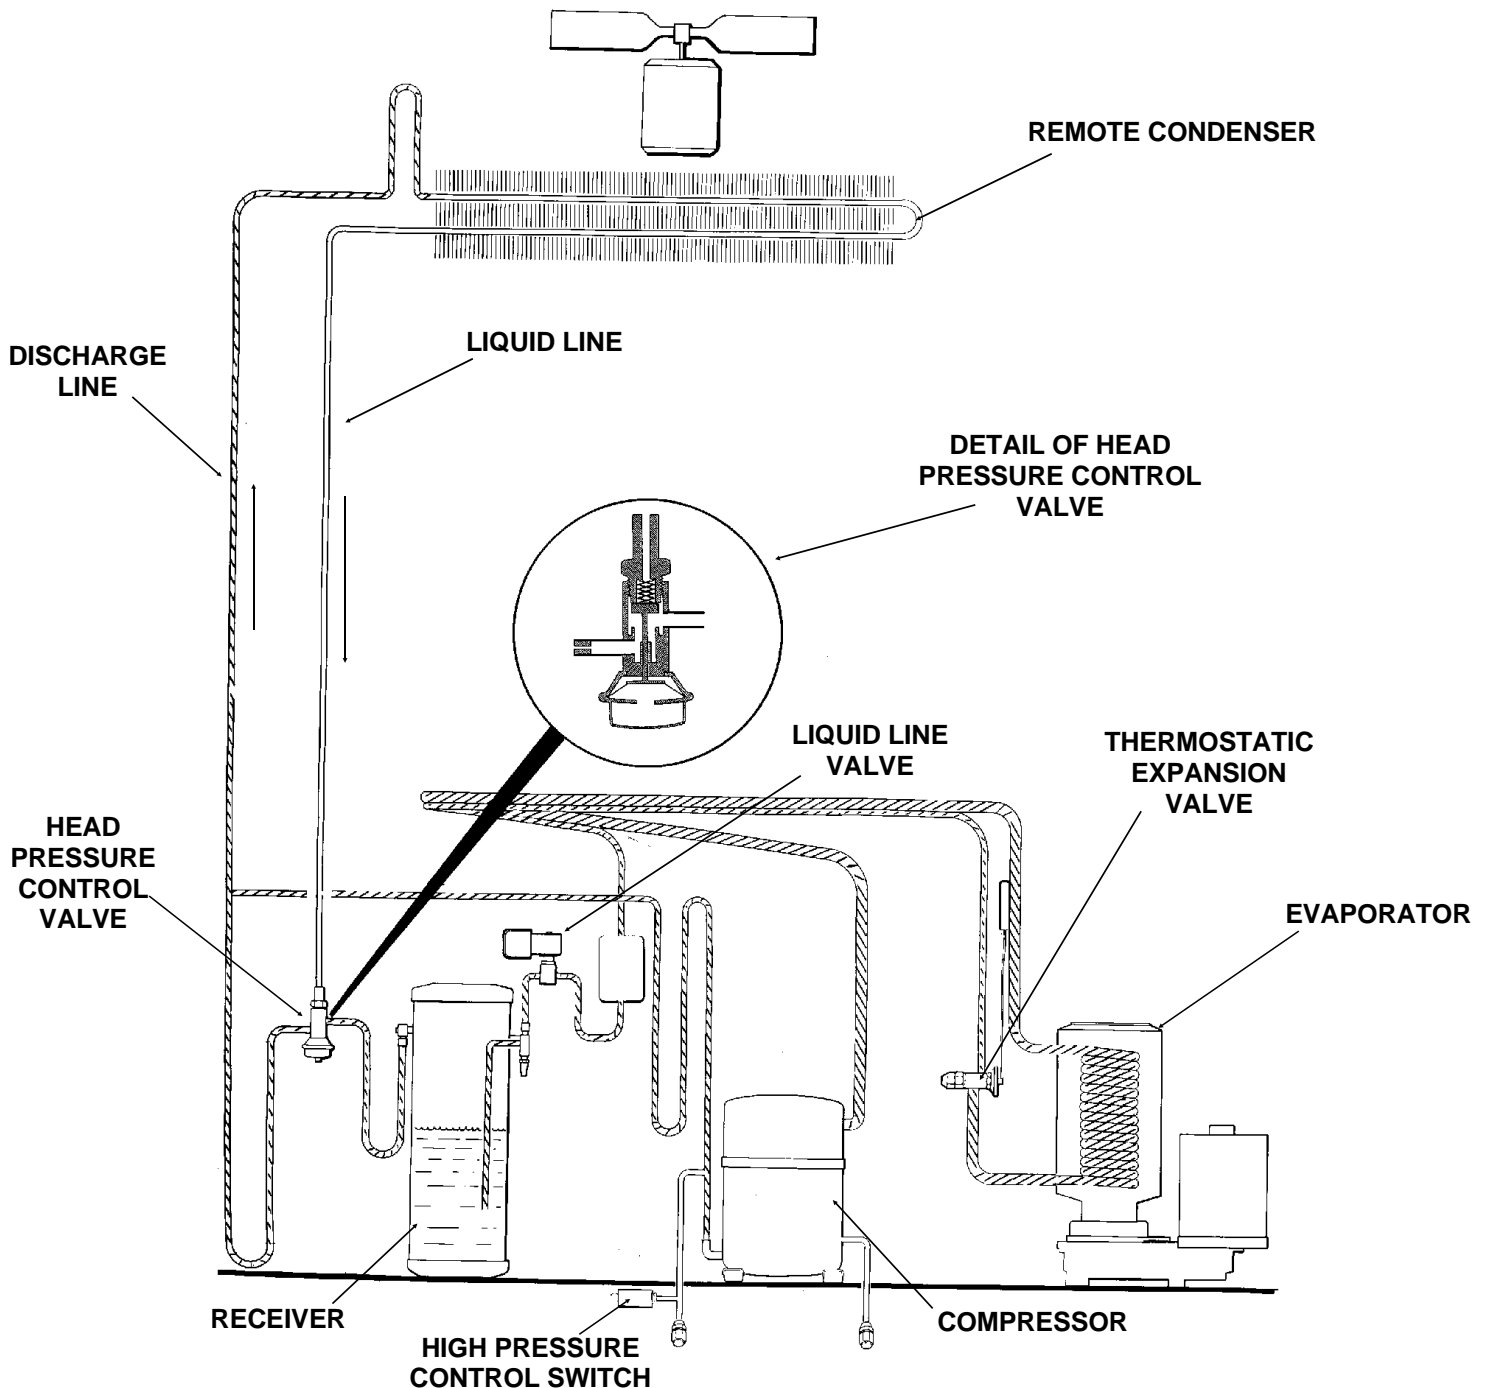 REMOTE CONDENSER
DISCHARGE
LINE
LIQUID LINE
DETAIL OF HEAD
PRESSURE CONTROL
VALVE
LIQUID LINE
VALVE
THERMOSTATIC
EXPANSION
VALVE
HEAD
PRESSURE
CONTROL
VALVE
EVAPORATOR
RECEIVER
HIGH PRESSURE
CONTROL SWITCH
COMPRESSOR